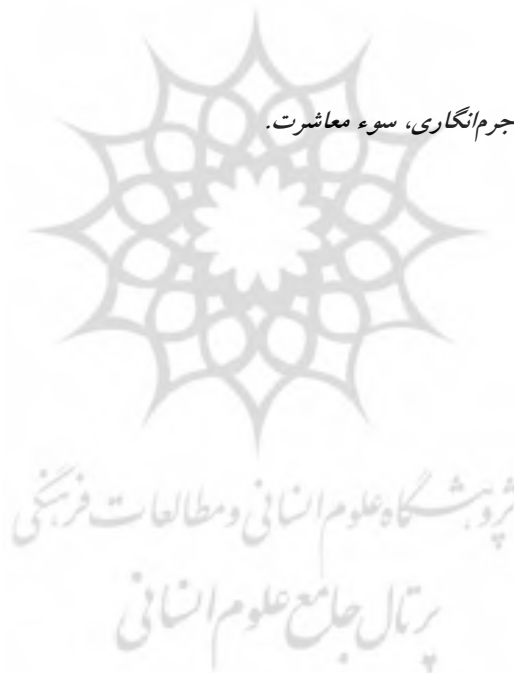 جرم‌انگاری، سوء معاشرت.
پژوهشگاه علوم انسانی و مطالعات فرهنگی
پرتال جامع علوم انسانی